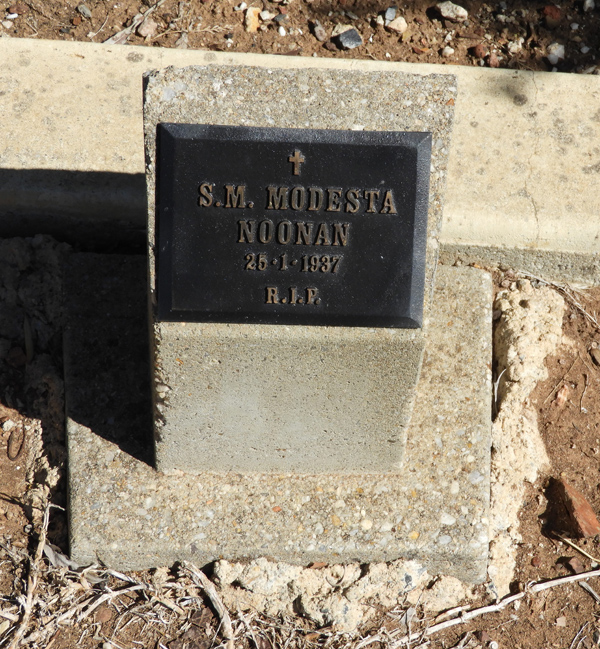 S.M. MODESTA
NOONAN
25·1·1937
R.I.P.